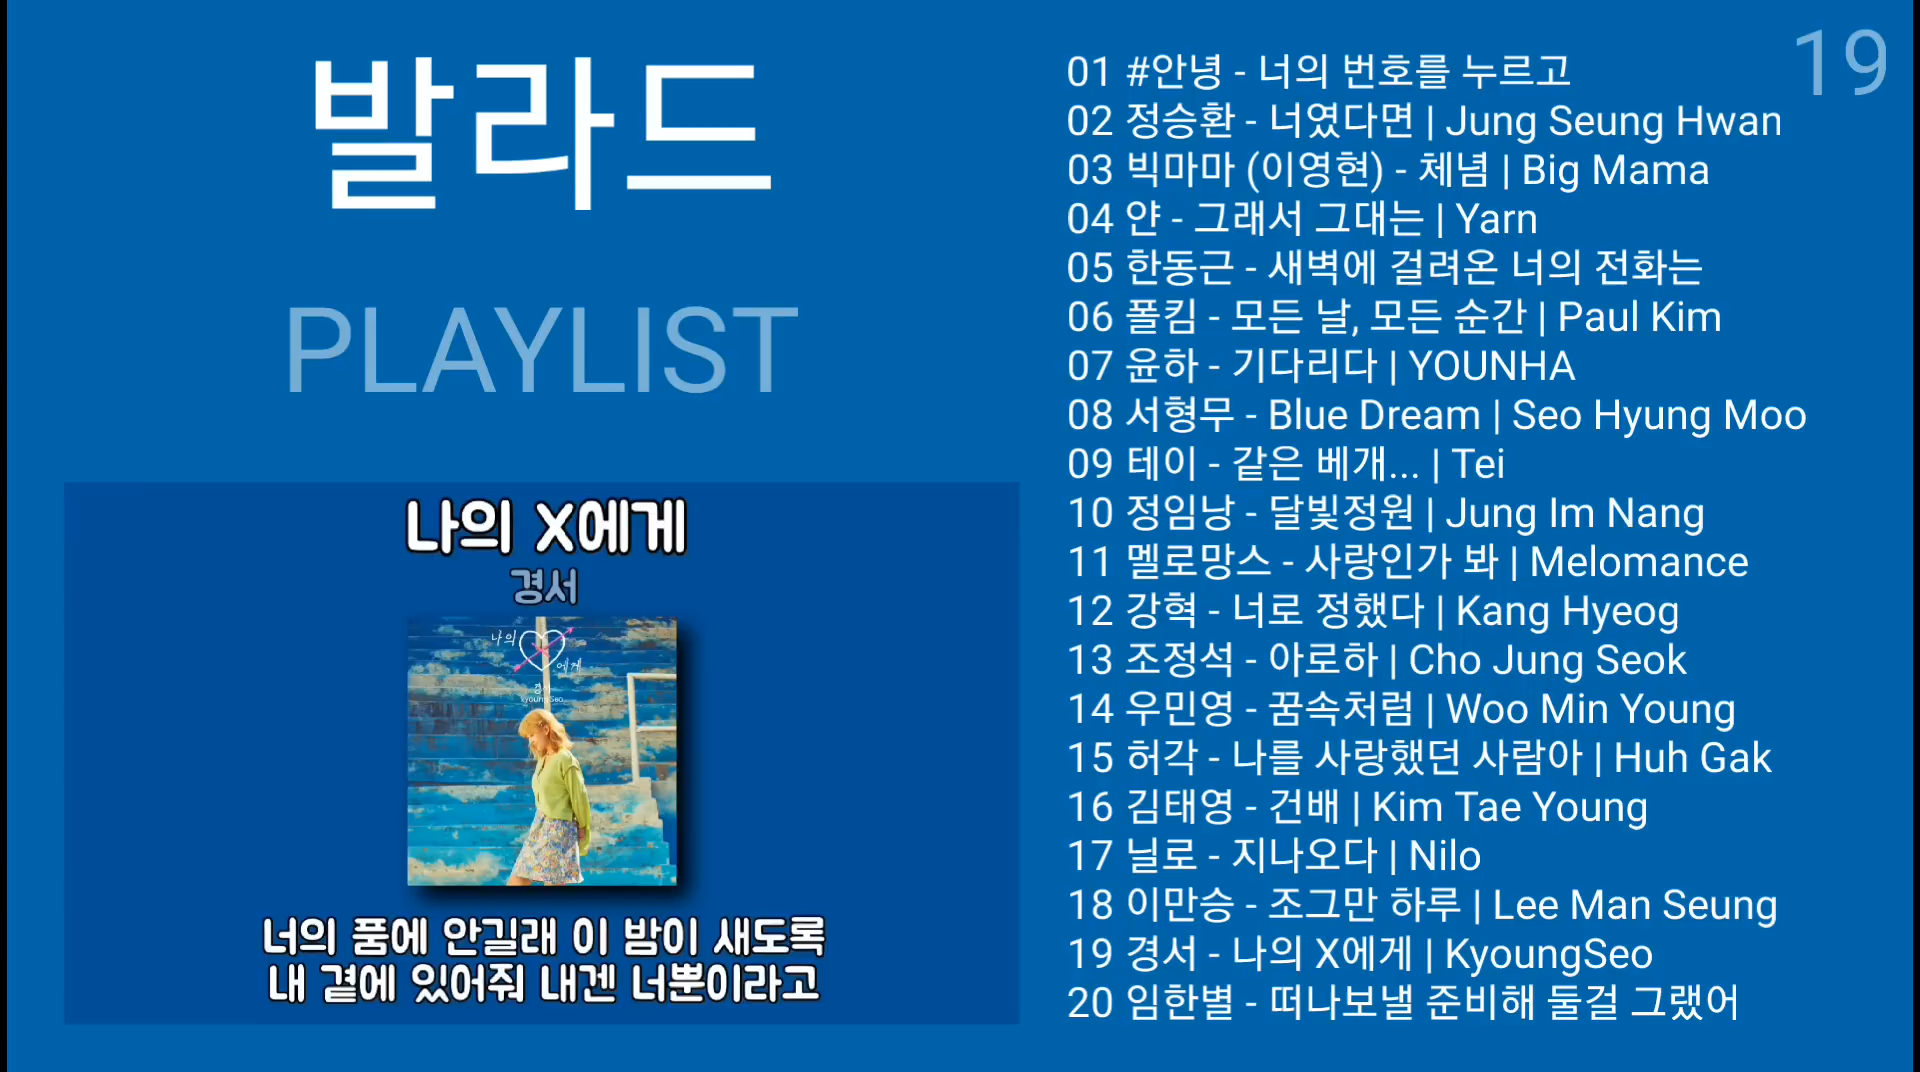 발라드
PLAYLIST
나의 X에게
경서
나의
에게
경서
KyoungSeo
너의 품에 안길래 이 밤이 새도록
내 곁에 있어줘 내겐 너뿐이라고
19
01 #안녕 - 너의 번호를 누르고
02 정승환 - 너였다면 | Jung Seung Hwan
03 빅마마 (이영현) - 체념 | Big Mama
04 얀 - 그래서 그대는 | Yarn
05 한동근 - 새벽에 걸려온 너의 전화는
06 폴킴 - 모든 날, 모든 순간 | Paul Kim
07 윤하 - 기다리다 | YOUNHA
08 서형무 - Blue Dream | Seo Hyung Moo
09 테이 - 같은 베개... | Tei
10 정임낭 - 달빛정원 | Jung Im Nang
11 멜로망스 - 사랑인가 봐 | Melomance
12 강혁 - 너로 정했다 | Kang Hyeog
13 조정석 - 아로하 | Cho Jung Seok
14 우민영 - 꿈속처럼 | Woo Min Young
15 허각 - 나를 사랑했던 사람아 | Huh Gak
16 김태영 - 건배 | Kim Tae Young
17 닐로 - 지나오다 | Nilo
18 이만승 - 조그만 하루 | Lee Man Seung
19 경서 - 나의 X에게 | KyoungSeo
20 임한별 - 떠나보낼 준비해 둘걸 그랬어